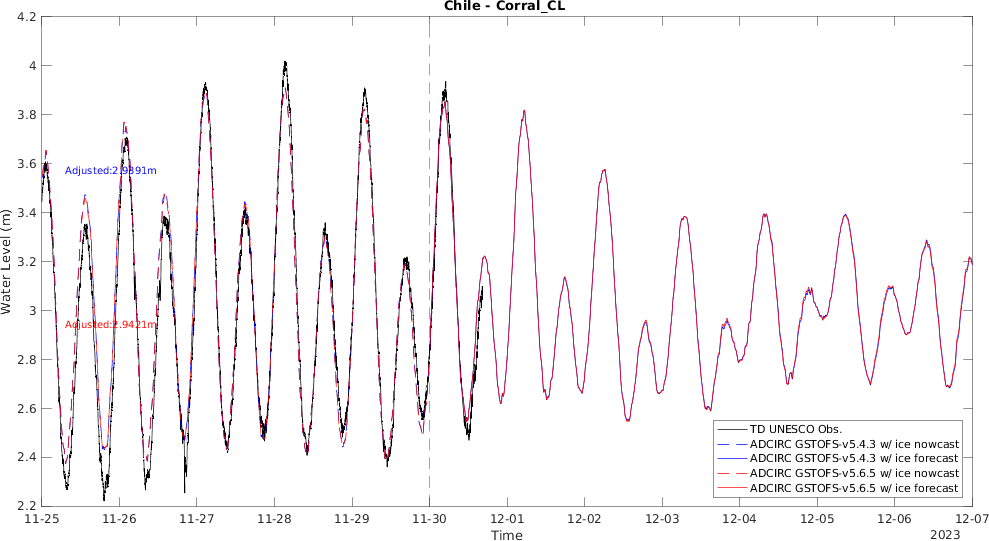 Chile - Corral_CL
4.2
4
3.8
3.6
3.4
3.2
3
2.8
2.6
2.4
2.2
Water Level (m)
Adjusted:2.9391m
Adjusted:2.9421m
TD UNESCO Obs.
ADCIRC GSTOFS-v5.4.3 w/ ice nowcast
ADCIRC GSTOFS-v5.4.3 w/ ice forecast
ADCIRC GSTOFS-v5.6.5 w/ ice nowcast
ADCIRC GSTOFS-v5.6.5 w/ ice forecast
11-25 11-26 11-27 11-28 11-29 11-30 12-01 12-02 12-03 12-04 12-05 12-06 12-07
Time
2023